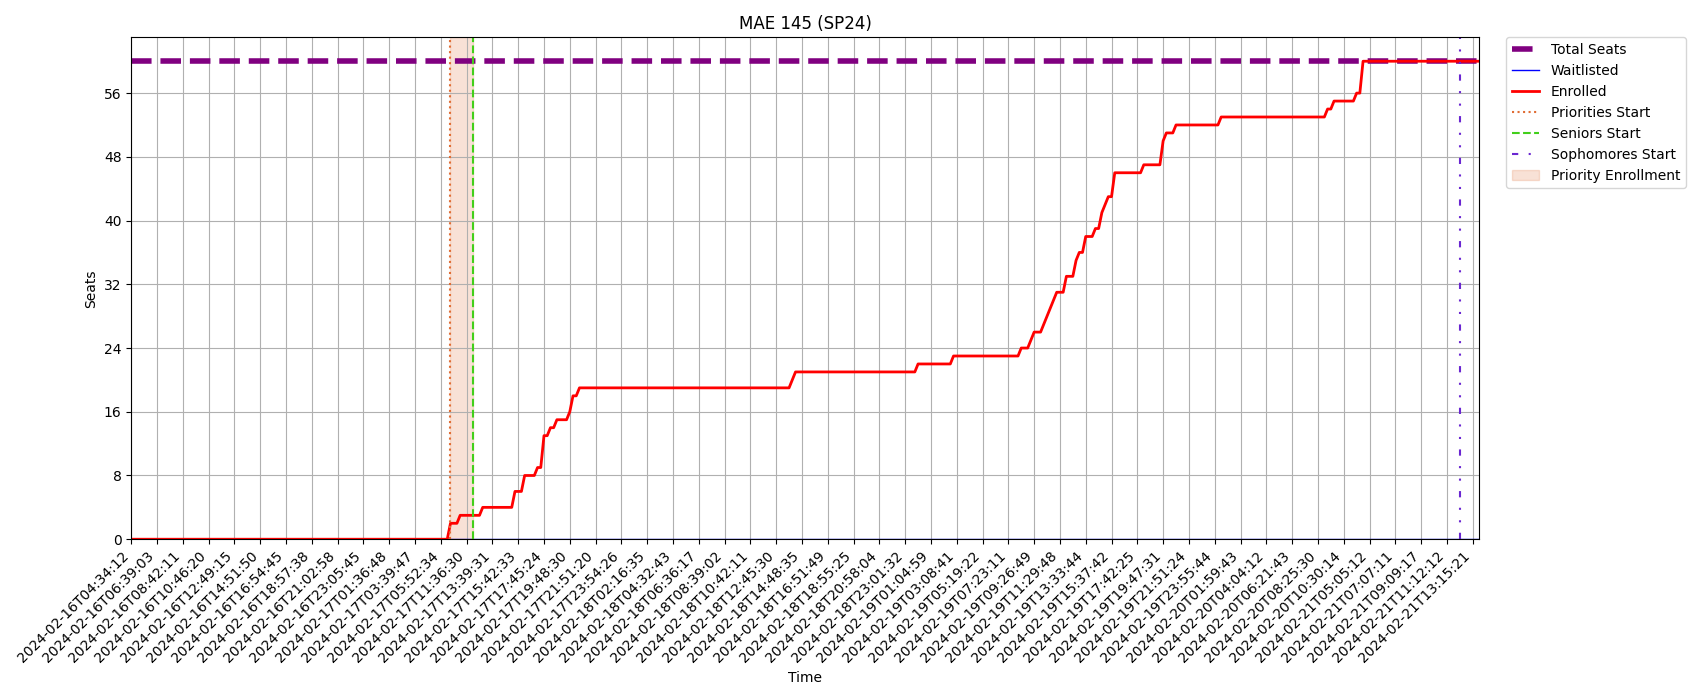 MAE 145 (SP24)
Total Seats
Waitlisted
Enrolled
Priorities Start
Seniors Start
Sophomores Start
Priority Enrollment
Seats
56
48
40
32
24
16
8
0
2024-02-16T04:34:12
2024-02-16T06:39:03
2024-02-16T08:42:11
2024-02-16T10:46:20
2024-02-16T12:49:15
2024-02-16T14:51:50
2024-02-16T16:54:45
2024-02-16T18:57:38
2024-02-16T21:02:58
2024-02-16T23:05:45
2024-02-17T01:36:48
2024-02-17T03:39:47
2024-02-17T05:52:34
2024-02-17T11:36:30
2024-02-17T13:39:31
2024-02-17T15:42:33
2024-02-17T17:45:24
2024-02-17T19:48:30
2024-02-17T21:51:20
2024-02-17T23:54:26
2024-02-18T02:16:35
2024-02-18T04:32:43
2024-02-18T06:36:17
2024-02-18T08:39:02
2024-02-18T10:42:11
2024-02-18T12:45:30
2024-02-18T14:48:35
2024-02-18T16:51:49
2024-02-18T18:55:25
2024-02-18T20:58:04
2024-02-18T23:01:32
2024-02-19T01:04:59
2024-02-19T03:08:41
2024-02-19T05:19:22
2024-02-19T07:23:11
2024-02-19T09:26:49
2024-02-19T11:29:48
2024-02-19T13:33:44
2024-02-19T15:37:42
2024-02-19T17:42:25
2024-02-19T19:47:31
2024-02-19T21:51:24
2024-02-19T23:55:44
2024-02-20T01:59:43
2024-02-20T04:04:12
2024-02-20T06:21:43
2024-02-20T08:25:30
2024-02-20T10:30:14
2024-02-21T05:05:12
2024-02-21T07:07:11
2024-02-21T09:09:17
2024-02-21T11:12:12
2024-02-21T13:15:21
Time